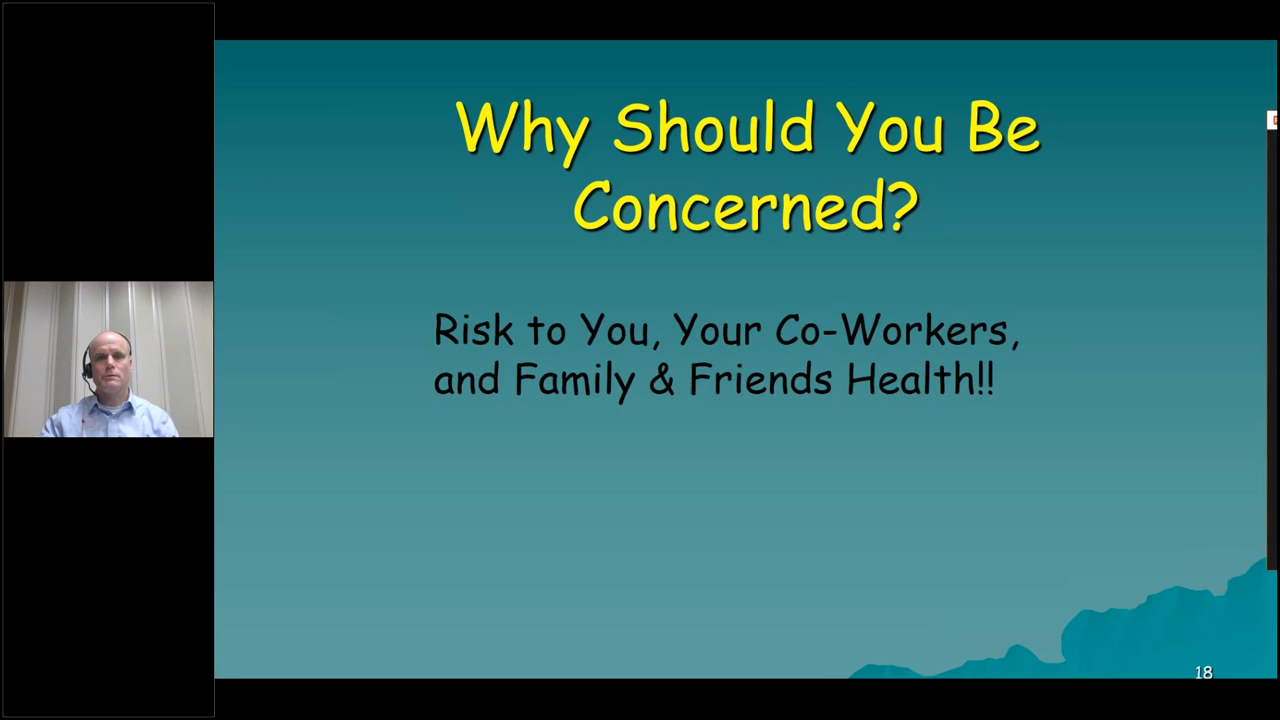 Why Should You Be
Concerned?
Risk to You, Your Co-Workers,
and Family & Friends Health!!
18